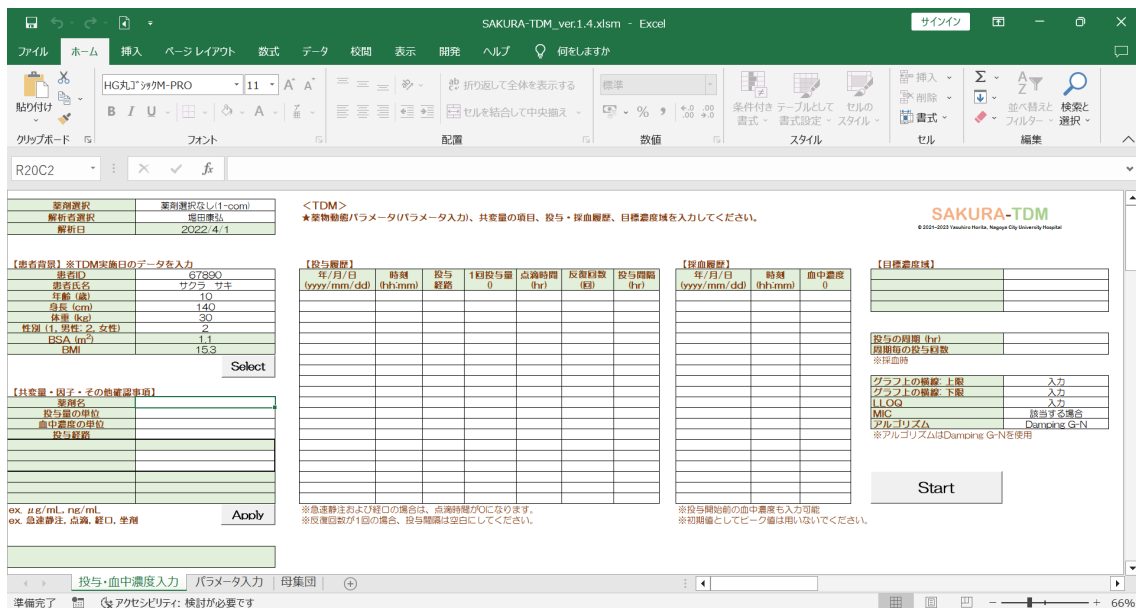 SAKURA-TDM_ver.1.4.xlsm - Excel
サインイン
ファイル ホーム 挿入 ページ レイアウト 数式 データ 校閲 表示 開発 ヘルプ 何をしますか
貼り付け
HG丸ｺﾞｼｯｸM-PRO 11
折り返して全体を表示する
標準
挿入
削除
書式
B I U
セルを結合して中央揃え
条件付き書式
テーブルとして書式設定
セルのスタイル
並べ替えとフィルター
検索と選択
クリップボード フォント 配置 数値 スタイル セル 編集
R20C2
fx
薬剤選択 薬剤選択なし(1-com)
解析者選択 堀田康弘
解析日 2022/4/1
<TDM>
★薬物動態パラメータ(パラメータ入力)、共変量の項目、投与・採血履歴、目標濃度域を入力してください。
SAKURA-TDM
© 2021-2023 Yasuhiro Horita, Nagoya City University Hospital
【患者背景】※TDM実施日のデータを入力
患者ID 67890
患者氏名 サクラ サキ
年齢 (歳) 10
身長 (cm) 140
体重 (kg) 30
性別 (1, 男性; 2, 女性) 2
BSA (m2) 1.1
BMI 15.3
Select
【共変量・因子・その他確認事項】
薬剤名
投与量の単位
血中濃度の単位
投与経路
ex. μg/mL, ng/mL
ex. 急速静注, 点滴, 経口, 坐剤
Apply
【投与履歴】
年/月/日 時刻 投与 1回投与量 点滴時間 反復回数 投与間隔
(yyyy/mm/dd) (hh:mm) 経路 () (hr) (回) (hr)
※急速静注および経口の場合は、点滴時間が0になります。
※反復回数が1回の場合、投与間隔は空白にしてください。
【採血履歴】
年/月/日 時刻 血中濃度
(yyyy/mm/dd) (hh:mm) ()
※投与開始前の血中濃度も入力可能
※初期値としてピーク値は用いないでください。
【目標濃度域】
投与の周期 (hr)
周期毎の投与回数
※採血時
グラフ上の横線: 上限 入力
グラフ上の横線: 下限 入力
LLOQ 入力
MIC 該当する場合
アルゴリズム Damping G-N
※アルゴリズムはDamping G-Nを使用
Start
投与・血中濃度入力 パラメータ入力 母集団
準備完了 アクセシビリティ: 検討が必要です 66%